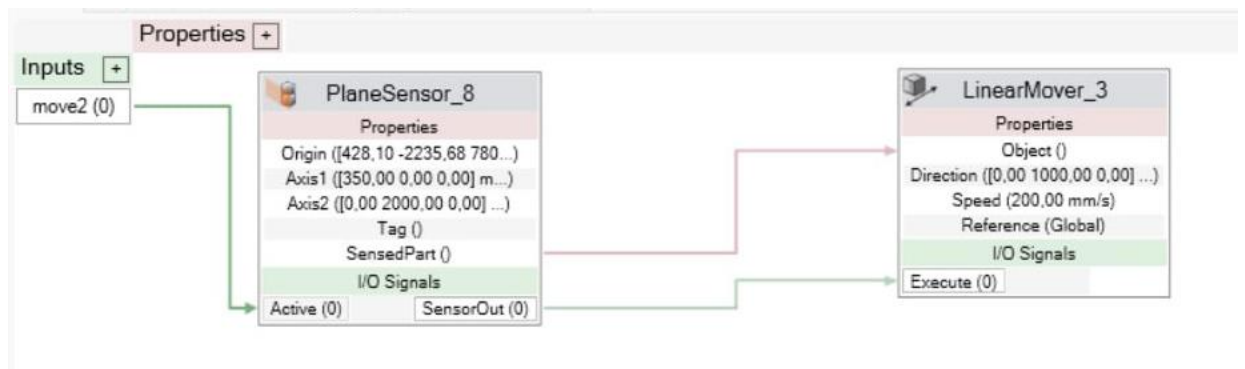 Properties +
Inputs +
move2 (0)
PlaneSensor_8
Properties
Origin ([428,10 -2235,68 780...)
Axis1 ([350,00 0,00 0,00] m...)
Axis2 ([0,00 2000,00 0,00] ...)
Tag ()
SensedPart ()
I/O Signals
Active (0) SensorOut (0)
LinearMover_3
Properties
Object ()
Direction ([0,00 1000,00 0,00] ...)
Speed (200,00 mm/s)
Reference (Global)
I/O Signals
Execute (0)